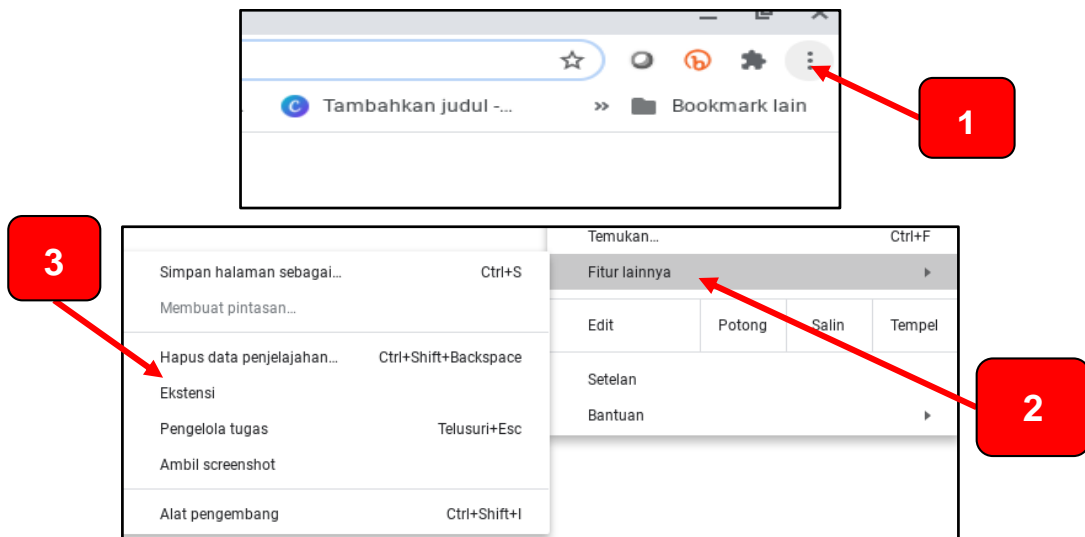 Tambahkan judul -...
»
Bookmark lain
1
3
Temukan... Ctrl+F
Simpan halaman sebagai... Ctrl+S
Fitur lainnya
Membuat pintasan...
Edit Potong Salin Tempel
Hapus data penjelajahan... Ctrl+Shift+Backspace
Setelan
Ekstensi
2
Bantuan
Pengelola tugas Telusuri+Esc
Ambil screenshot
Alat pengembang Ctrl+Shift+I